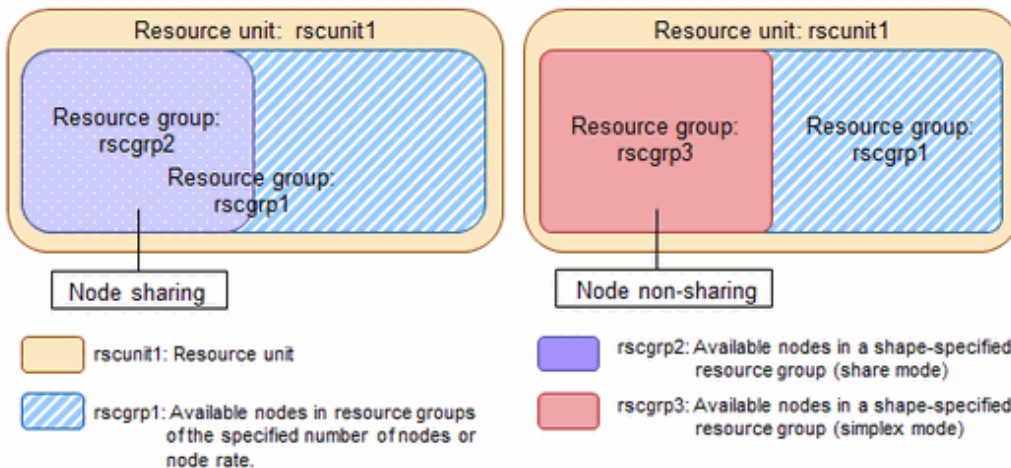 Resource unit: rscunit1
Resource group:
rscgrp2
Resource group:
rscgrp1
Node sharing
Resource unit: rscunit1
Resource group:
rscgrp3
Resource group:
rscgrp1
Node non-sharing
rscunit1: Resource unit
rscgrp1: Available nodes in resource groups
of the specified number of nodes or
node rate.
rscgrp2: Available nodes in a shape-specified
resource group (share mode)
rscgrp3: Available nodes in a shape-specified
resource group (simplex mode)